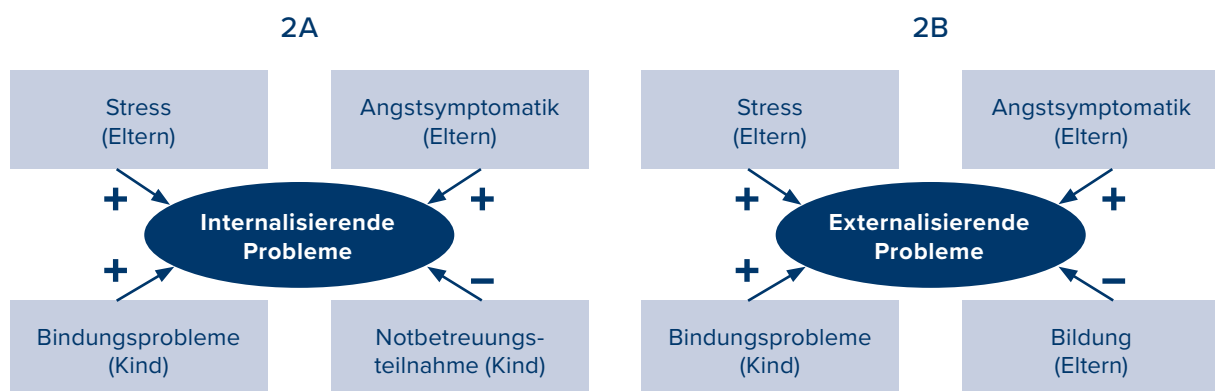 2A
Stress
(Eltern)
Angstsymptomatik
(Eltern)
+
+
Internalisierende
Probleme
+
–
Bindungsprobleme
(Kind)
Notbetreuungs-
teilnahme (Kind)
2B
Stress
(Eltern)
Angstsymptomatik
(Eltern)
+
+
Externalisierende
Probleme
+
–
Bindungsprobleme
(Kind)
Bildung
(Eltern)